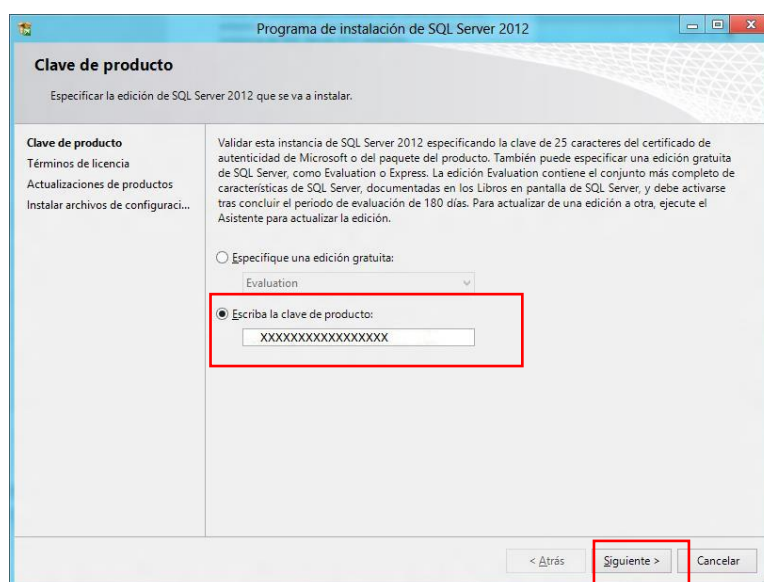 Programa de instalación de SQL Server 2012
Clave de producto
Especificar la edición de SQL Server 2012 que se va a instalar.
Clave de producto
Términos de licencia
Actualizaciones de productos
Instalar archivos de configuraci...
Validar esta instancia de SQL Server 2012 especificando la clave de 25 caracteres del certificado de
autenticidad de Microsoft o del paquete del producto. También puede especificar una edición gratuita
de SQL Server, como Evaluation o Express. La edición Evaluation contiene el conjunto más completo de
características de SQL Server, documentadas en los Libros en pantalla de SQL Server, y debe activarse
tras concluir el periodo de evaluación de 180 días. Para actualizar de una edición a otra, ejecute el
Asistente para actualizar la edición.
Especifique una edición gratuita:
Evaluation
Escriba la clave de producto:
XXXXXXXXXXXXXXXXX
< Atrás
Siguiente >
Cancelar